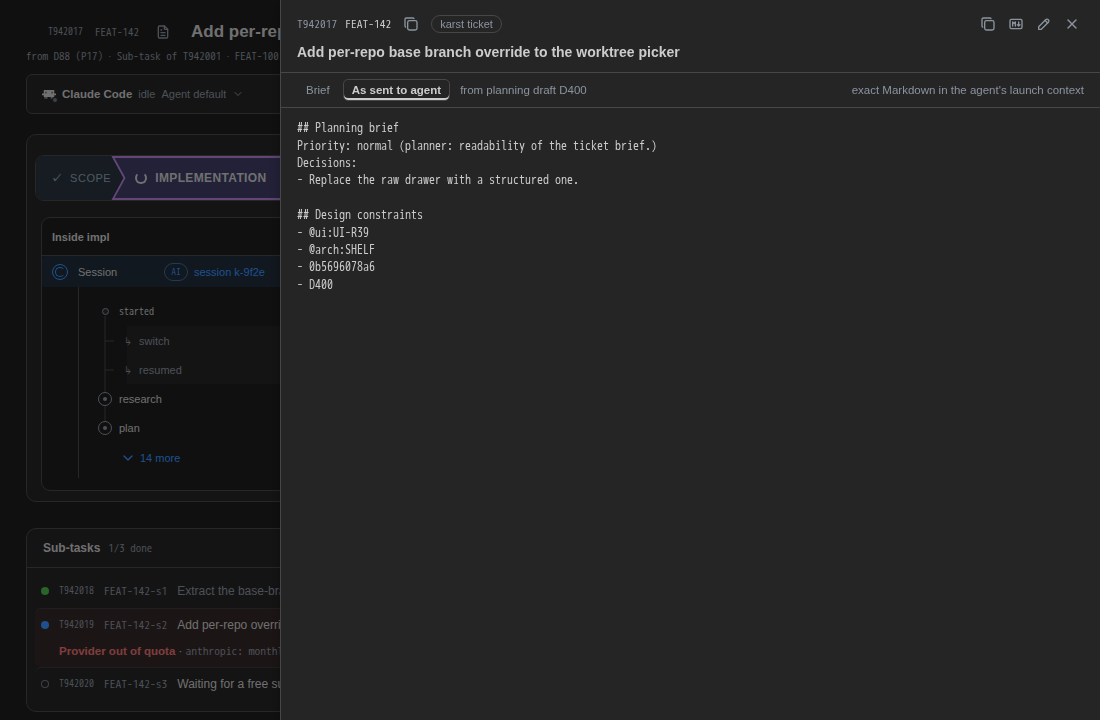 T942017 FEAT-142 Add per-rep
from D88 (P17) · Sub-task of T942001 · FEAT-100
Claude Code idle Agent default
✓ SCOPE IMPLEMENTATION
Inside impl
Session AI session k-9f2e
started
↳ switch
↳ resumed
research
plan
14 more
Sub-tasks 1/3 done
T942018 FEAT-142-s1 Extract the base-br
T942019 FEAT-142-s2 Add per-repo overri
Provider out of quota · anthropic: month
T942020 FEAT-142-s3 Waiting for a free su
T942017 FEAT-142 karst ticket
Add per-repo base branch override to the worktree picker
Brief As sent to agent from planning draft D400 exact Markdown in the agent's launch context
## Planning brief
Priority: normal (planner: readability of the ticket brief.)
Decisions:
- Replace the raw drawer with a structured one.
## Design constraints
- @ui:UI-R39
- @arch:SHELF
- 0b5696078a6
- D400